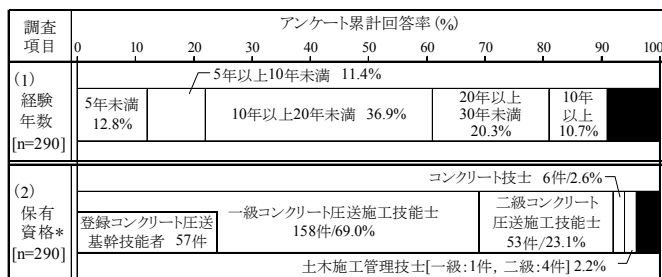 調査項目
アンケート累計回答率(%)
0 10 20 30 40 50 60 70 80 90 100
(1)
経験
年数
[n=290]
5年未満
12.8%
5年以上10年未満 11.4%
10年以上20年未満 36.9%
20年以上
30年未満
20.3%
10年
以上
10.7%
(2)
保有
資格*
[n=290]
コンクリート技士 6件/2.6%
登録コンクリート圧送
基幹技能者 57件
一級コンクリート圧送施工技能士
158件/69.0%
二級コンクリート
圧送施工技能士
53件/23.1%
土木施工管理技士[一級:1件, 二級:4件] 2.2%